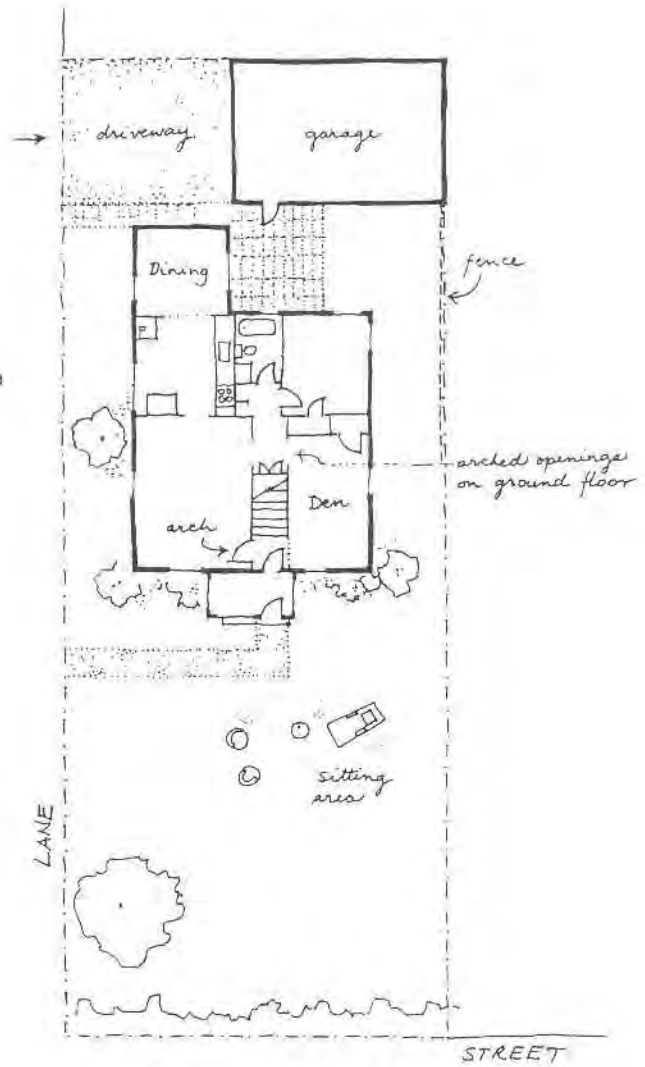 driveway
garage
fence
Dining
arched openings
on ground floor
Den
arch
sitting
area
LANE
STREET